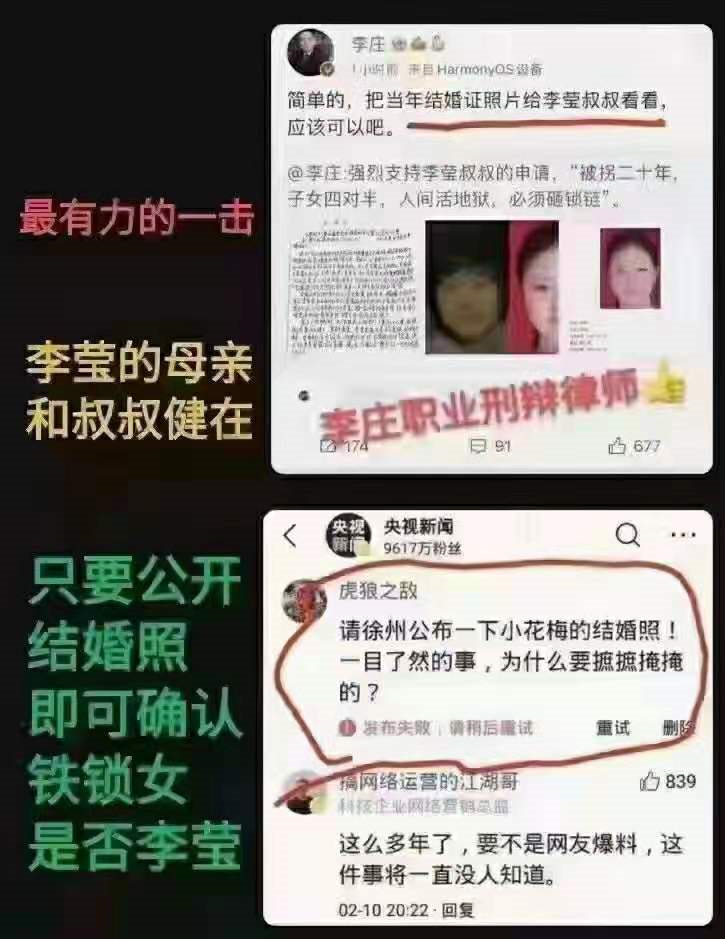 最有力的一击
李莹的母亲
和叔叔健在
只要公开
结婚照
即可确认
铁锁女
是否李莹
李庄
1小时前 来自HarmonyOS设备
简单的，把当年结婚证照片给李莹叔叔看看，
应该可以吧。
@李庄:强烈支持李莹叔叔的申请，“被拐二十年，
子女四对半，人间活地狱，必须砸锁链”。
李庄职业刑辩律师
174
91
677
央视新闻
央视新闻
9617万粉丝
虎狼之敌
请徐州公布一下小花梅的结婚照！
一目了然的事，为什么要摭摭掩掩
的？
发布失败，请稍后重试
重试
删除
搞网络运营的江湖哥
839
科技企业网络营销总监
这么多年了，要不是网友爆料，这
件事将一直没人知道。
02-10 20:22 · 回复